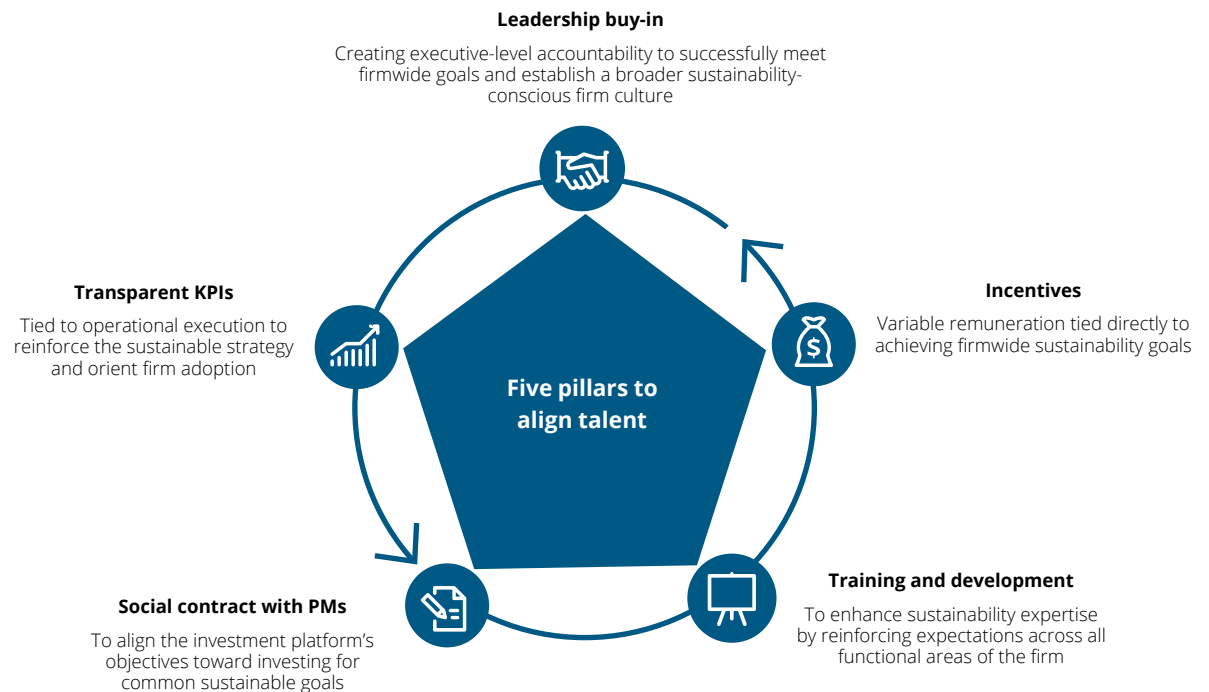 Leadership buy-in
Creating executive-level accountability to successfully meet
firmwide goals and establish a broader sustainability-
conscious firm culture
Transparent KPIs
Tied to operational execution to
reinforce the sustainable strategy
and orient firm adoption
Incentives
Variable remuneration tied directly to
achieving firmwide sustainability goals
$
Five pillars to
align talent
Social contract with PMs
To align the investment platform’s
objectives toward investing for
common sustainable goals
Training and development
To enhance sustainability expertise
by reinforcing expectations across all
functional areas of the firm